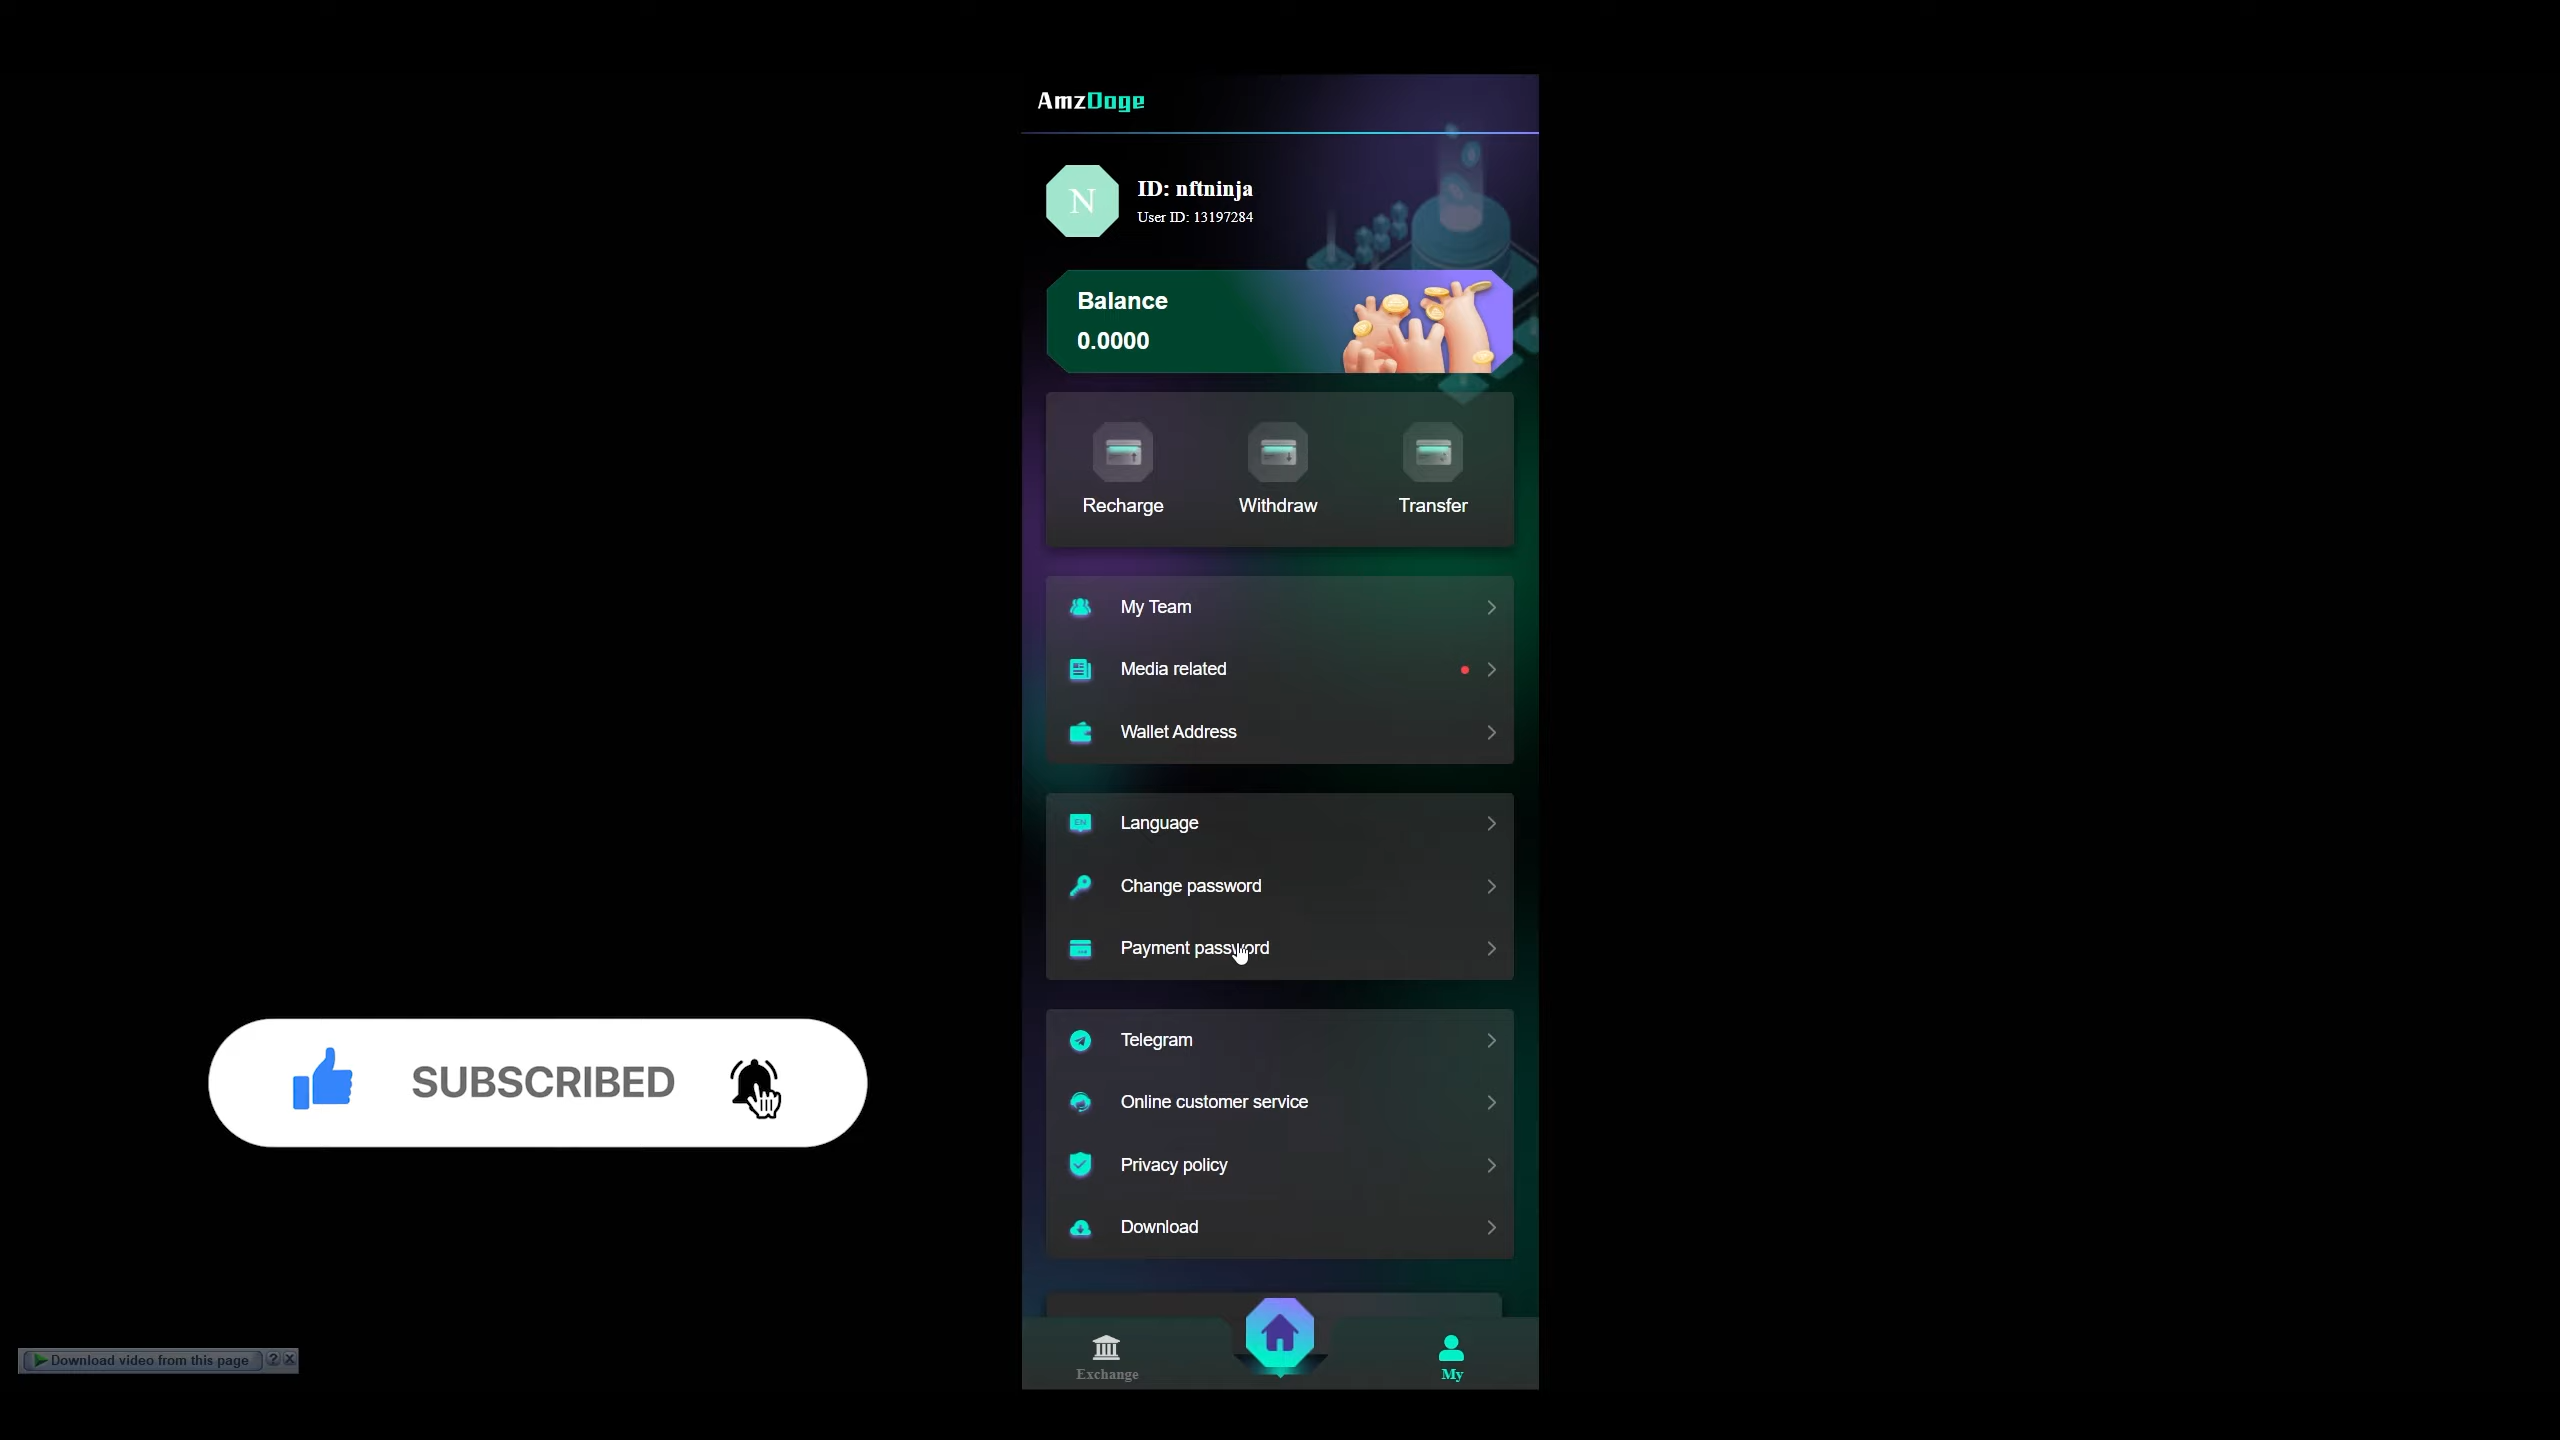 AmzDoge
N
ID: nftninja
User ID: 13197284
Balance
0.0000
Recharge
Withdraw
Transfer
My Team
Media related
Wallet Address
EN
Language
Change password
Payment password
Telegram
Online customer service
Privacy policy
Download
SUBSCRIBED
Download video from this page
?
X
Exchange
My